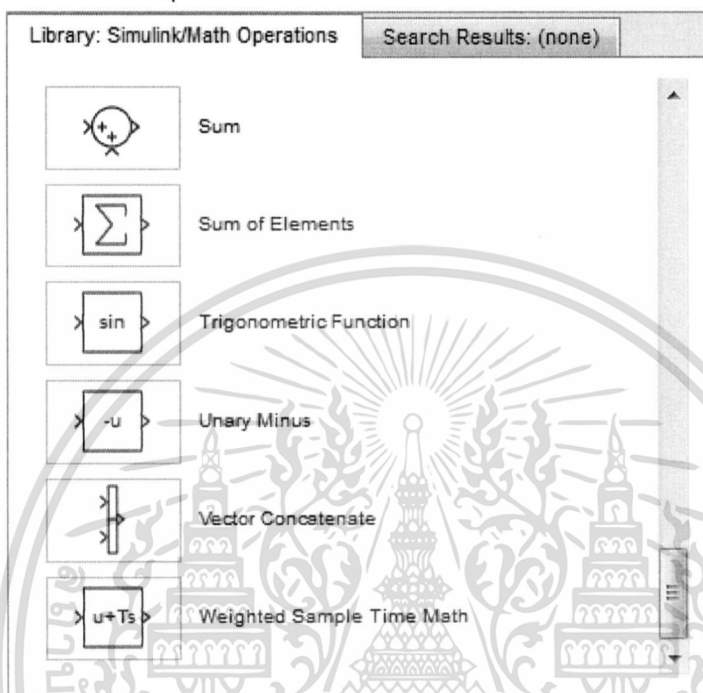 Library: Simulink/Math Operations
Search Results: (none)
Sum
Sum of Elements
sin
Trigonometric Function
-u
Unary Minus
Vector Concatenate
u+Ts
Weighted Sample Time Math